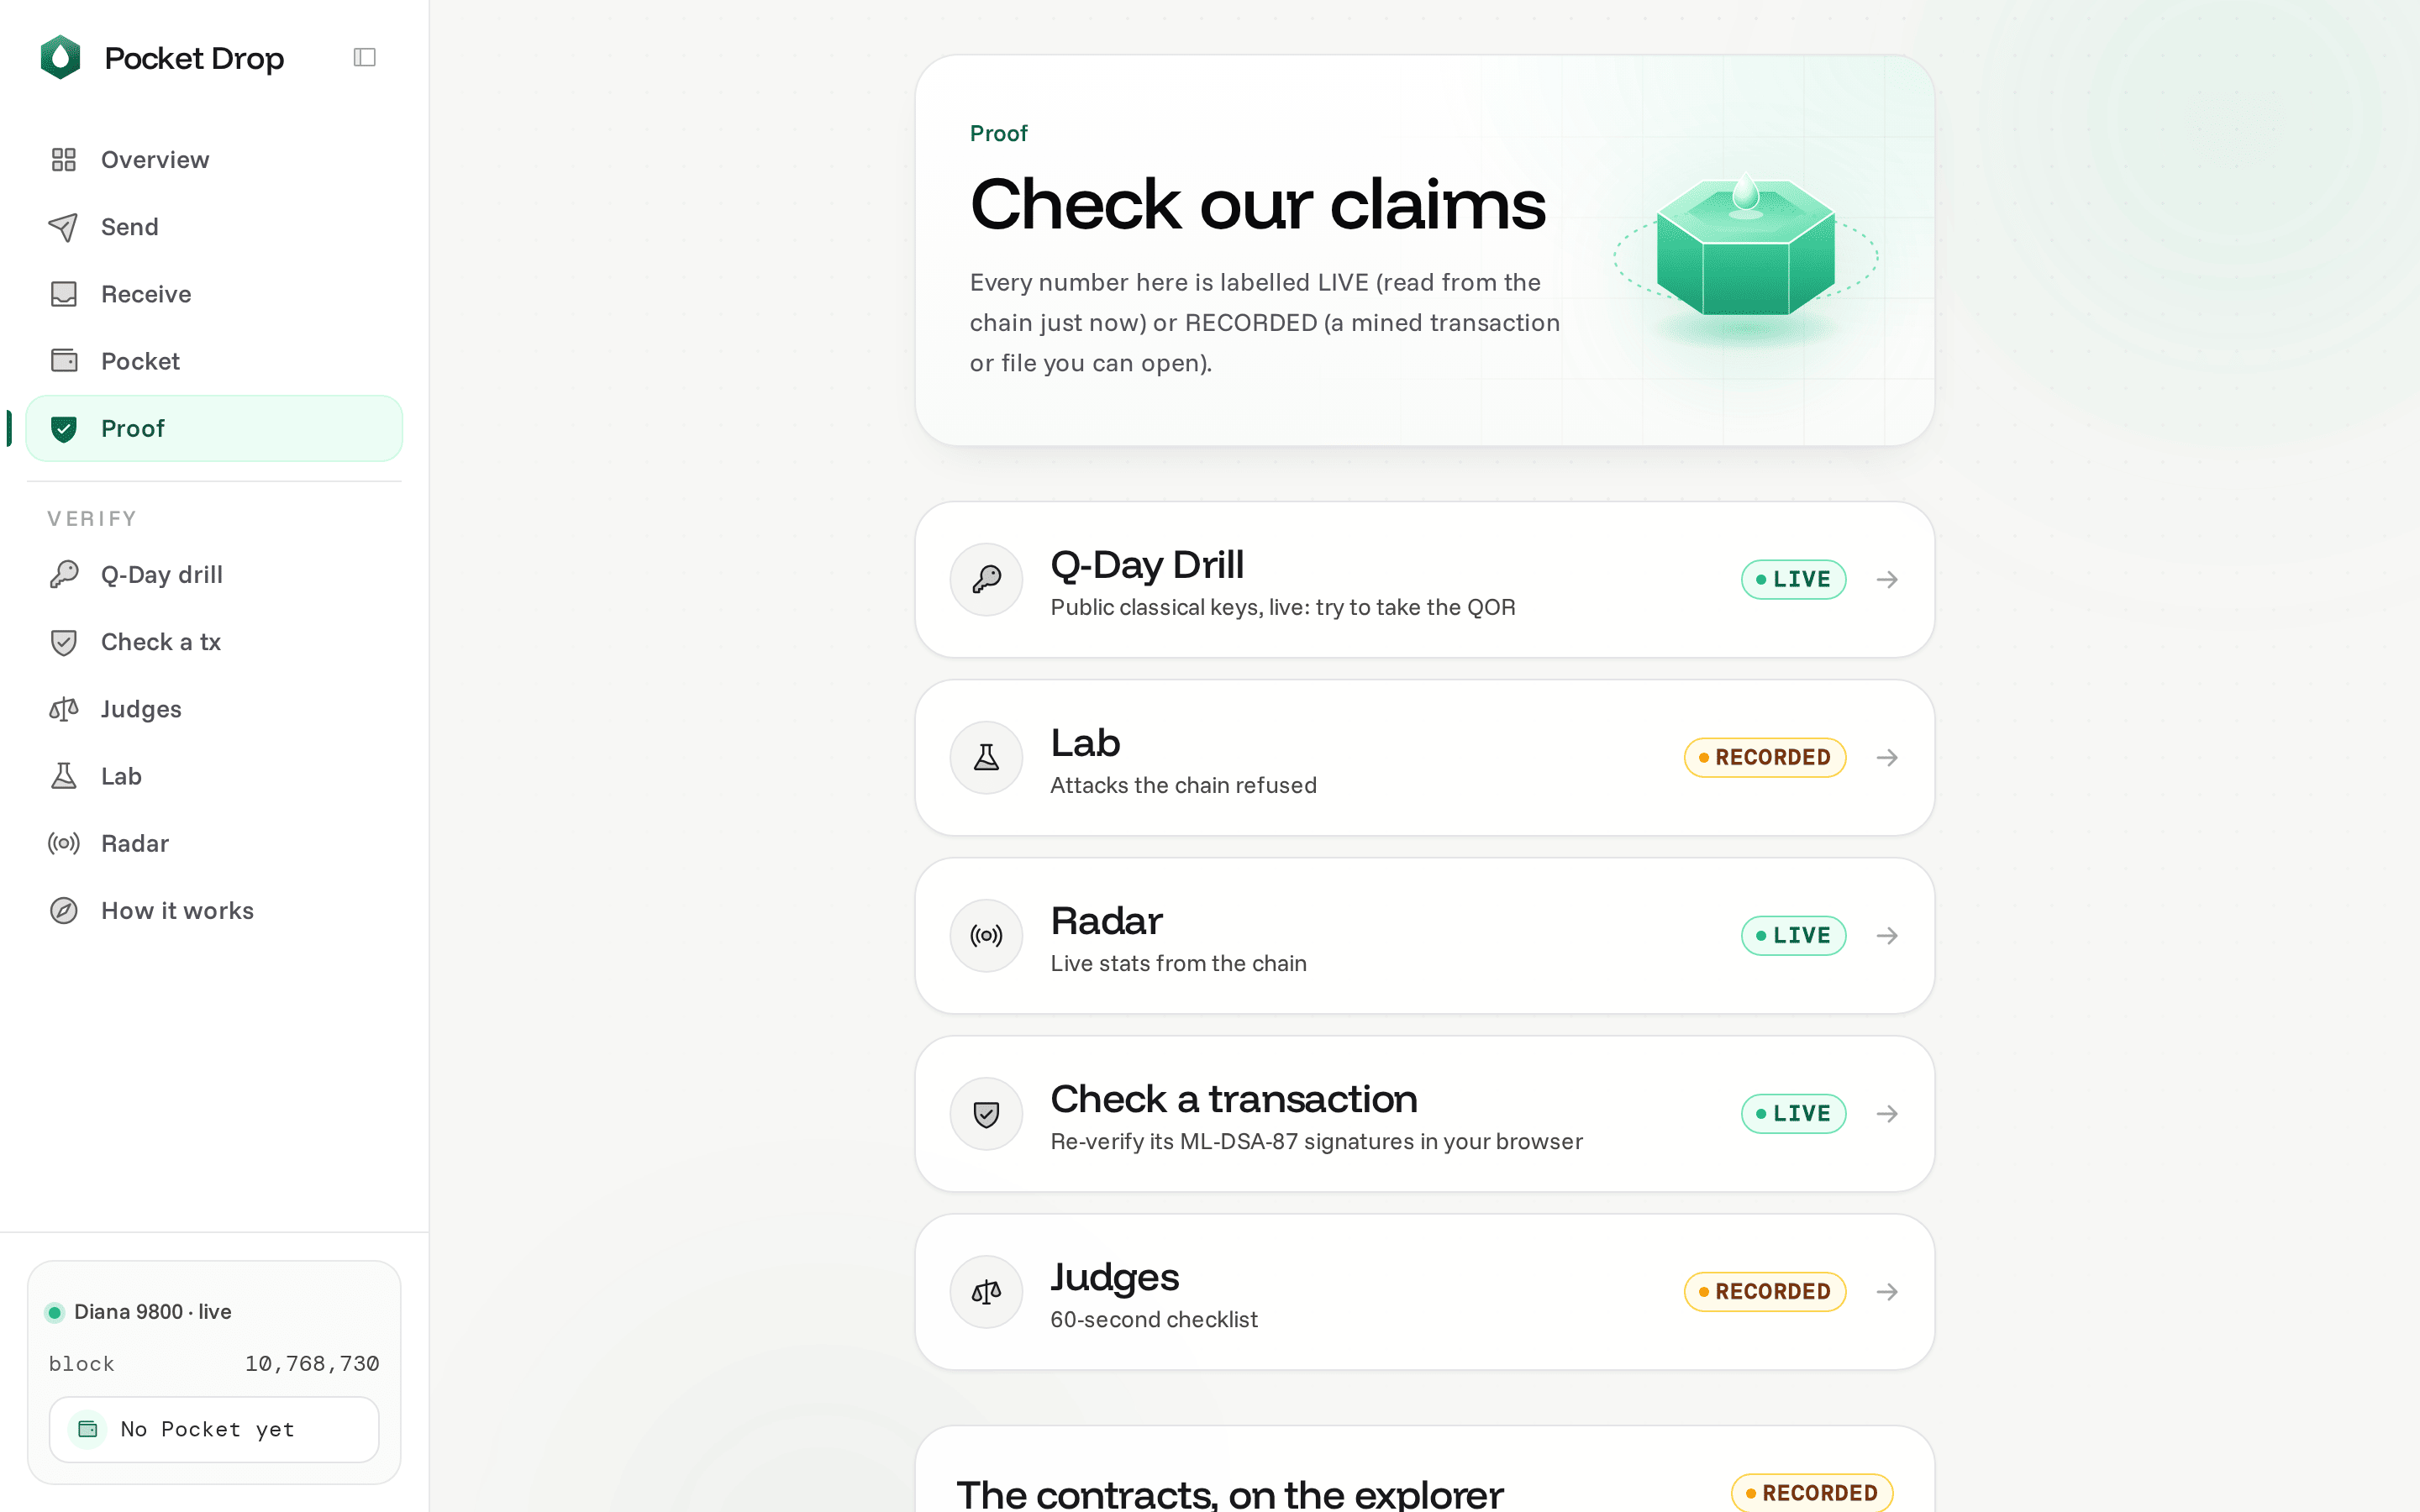 Pocket Drop
Overview
Send
Receive
Pocket
Proof
VERIFY
Q-Day drill
Check a tx
Judges
Lab
Radar
How it works
Diana 9800 · live
block 10,768,730
No Pocket yet
Proof
Check our claims
Every number here is labelled LIVE (read from the
chain just now) or RECORDED (a mined transaction
or file you can open).
Q-Day Drill
Public classical keys, live: try to take the QOR
LIVE
Lab
Attacks the chain refused
RECORDED
Radar
Live stats from the chain
LIVE
Check a transaction
Re-verify its ML-DSA-87 signatures in your browser
LIVE
Judges
60-second checklist
RECORDED
The contracts, on the explorer
RECORDED